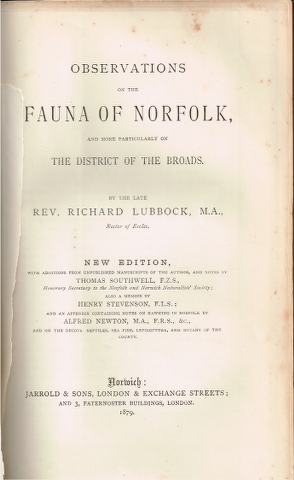 OBSERVATIONS
ON THE
FAUNA OF NORFOLK,
AND MORE PARTICULARLY ON
THE DISTRICT OF THE BROADS.
BY THE LATE
REV. RICHARD LUBBOCK, M.A.,
Rector of Eccles.
NEW EDITION,
WITH ADDITIONS FROM UNPUBLISHED MANUSCRIPTS OF THE AUTHOR, AND NOTES BY
THOMAS SOUTHWELL, F.Z.S.,
Honorary Secretary to the Norfolk and Norwich Naturalists' Society;
ALSO A MEMOIR BY
HENRY STEVENSON, F.L.S.;
AND AN APPENDIX CONTAINING NOTES ON HAWKING IN NORFOLK BY
ALFRED NEWTON, M.A., F.R.S., &c.,
AND ON THE DECOYS, REPTILES, SEA FISH, LEPIDOPTERA, AND BOTANY OF THE
COUNTY.
Norwich:
JARROLD & SONS, LONDON & EXCHANGE STREETS;
AND 3, PATERNOSTER BUILDINGS, LONDON.
1879.